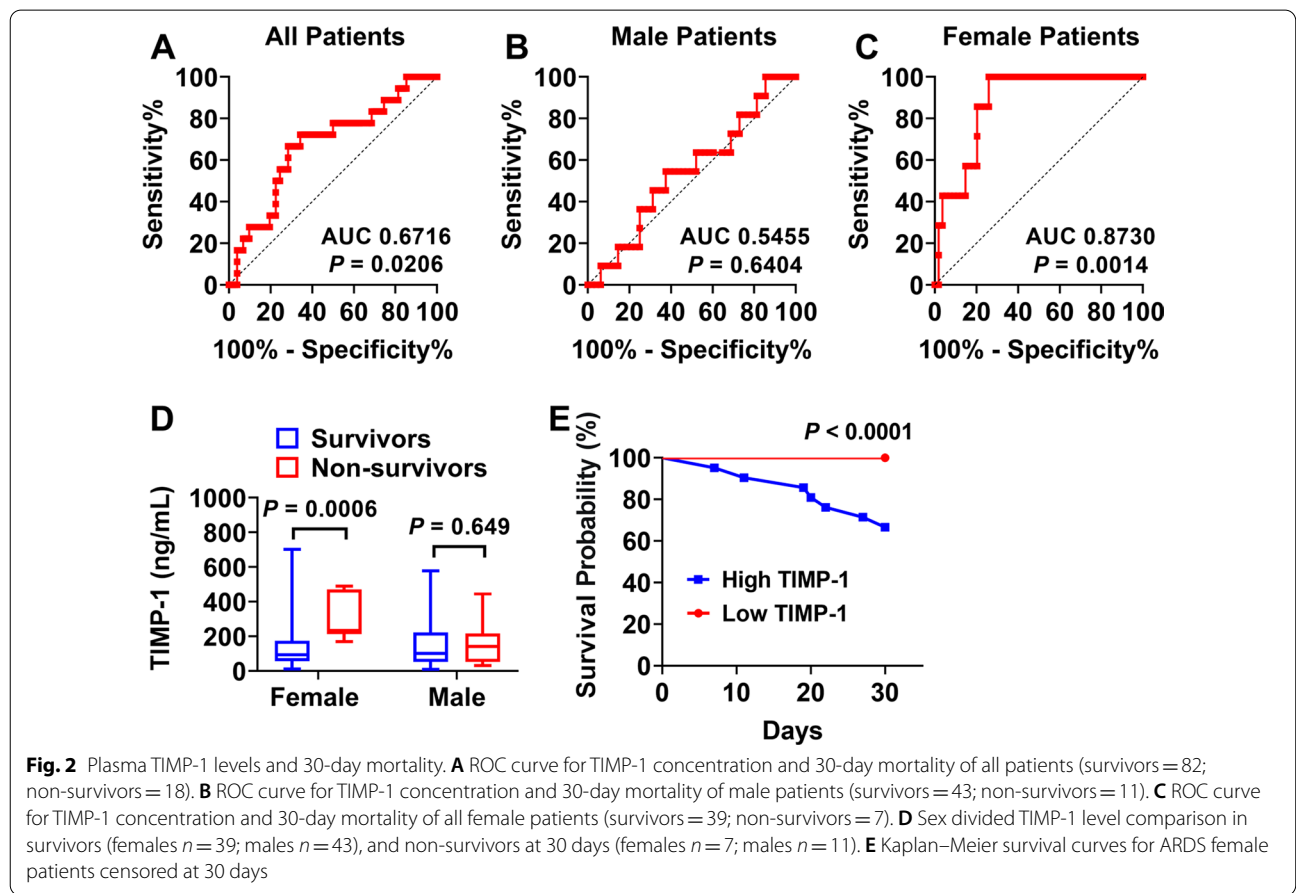 A
All Patients
Sensitivity%
100
80
60
40
20
0
AUC 0.6716
P = 0.0206
0 20 40 60 80 100
100% - Specificity%
B
Male Patients
Sensitivity%
100
80
60
40
20
0
AUC 0.5455
P = 0.6404
0 20 40 60 80 100
100% - Specificity%
C
Female Patients
Sensitivity%
100
80
60
40
20
0
AUC 0.8730
P = 0.0014
0 20 40 60 80 100
100% - Specificity%
D
Survivors
Non-survivors
TIMP-1 (ng/mL)
1000
800
600
400
200
0
P = 0.0006
P = 0.649
Female Male
E
P < 0.0001
Survival Probability (%)
100
80
60
40
20
0
High TIMP-1
Low TIMP-1
0 10 20 30
Days
Fig. 2 Plasma TIMP-1 levels and 30-day mortality. A ROC curve for TIMP-1 concentration and 30-day mortality of all patients (survivors = 82;
non-survivors = 18). B ROC curve for TIMP-1 concentration and 30-day mortality of male patients (survivors = 43; non-survivors = 11). C ROC curve
for TIMP-1 concentration and 30-day mortality of all female patients (survivors = 39; non-survivors = 7). D Sex divided TIMP-1 level comparison in
survivors (females n = 39; males n = 43), and non-survivors at 30 days (females n = 7; males n = 11). E Kaplan–Meier survival curves for ARDS female
patients censored at 30 days